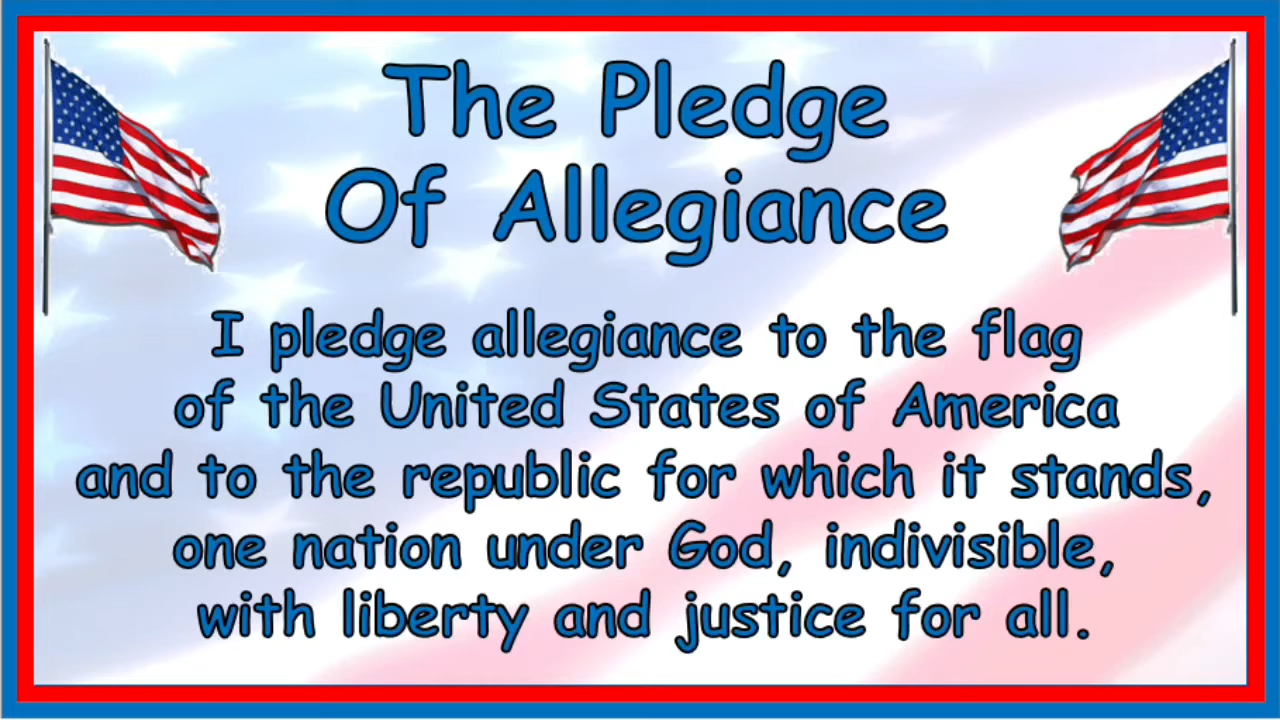 The Pledge
Of Allegiance
I pledge allegiance to the flag
of the United States of America
and to the republic for which it stands,
one nation under God, indivisible,
with liberty and justice for all.